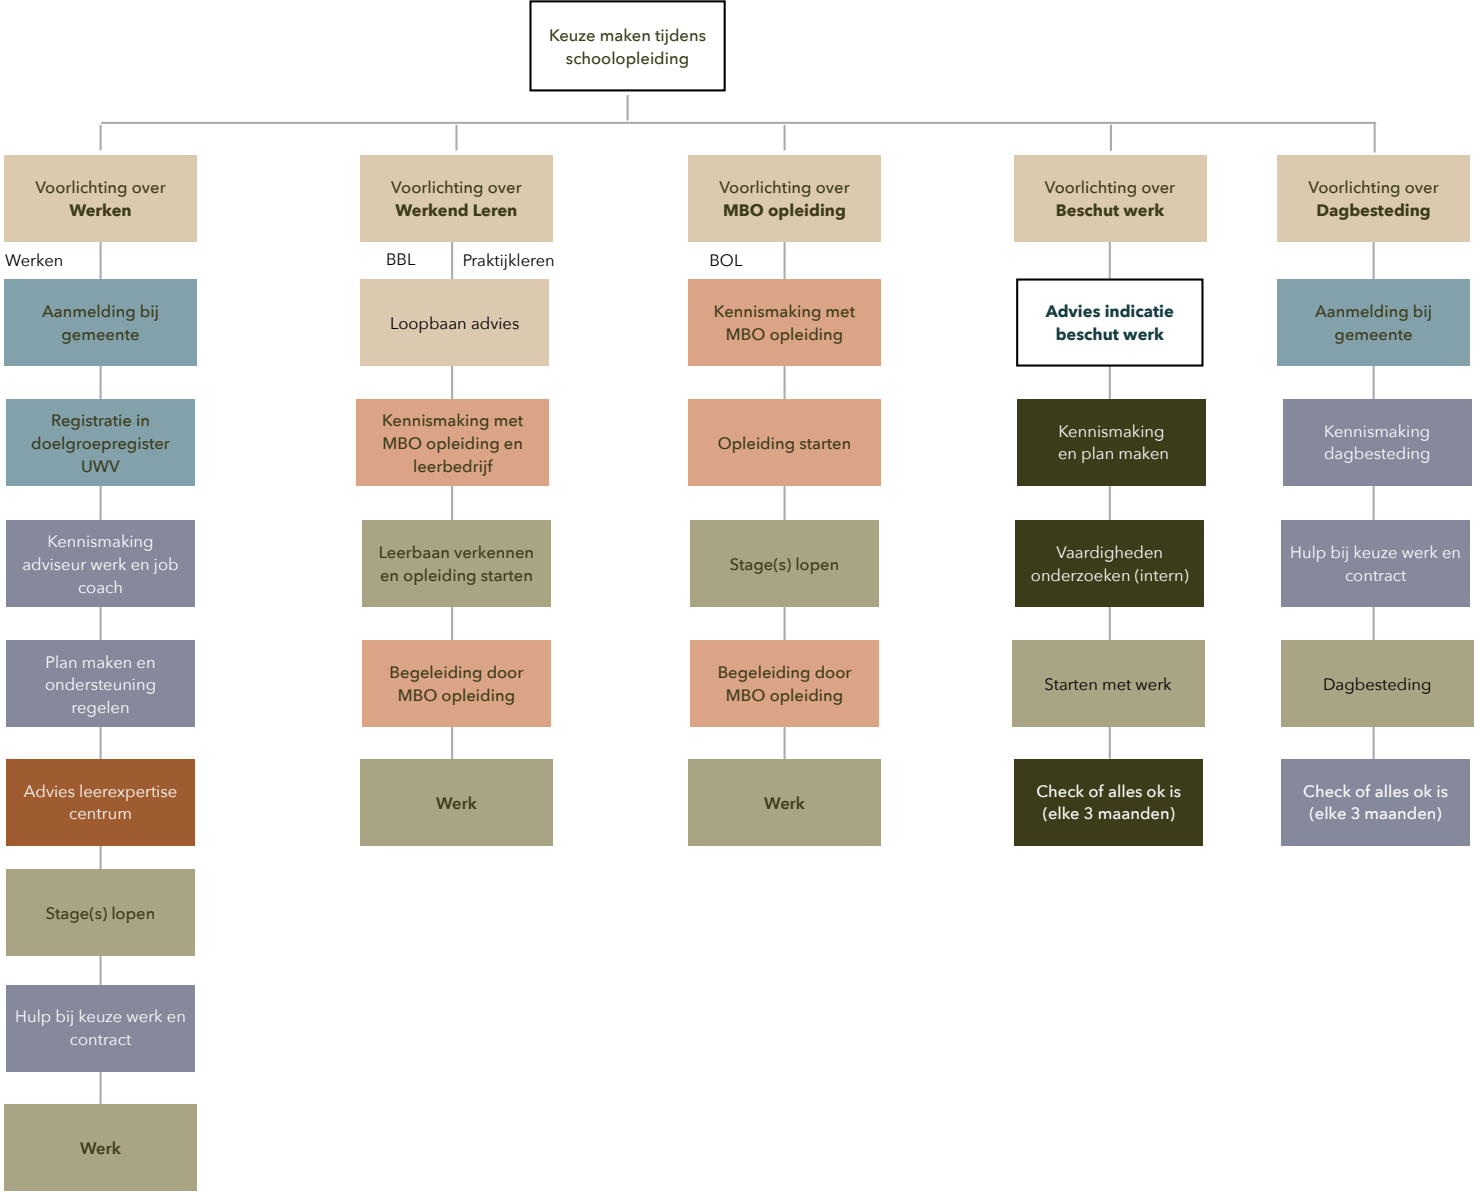 Keuze maken tijdens
schoolopleiding
Voorlichting over
Werken
Werken
Aanmelding bij
gemeente
Registratie in
doelgroepregister
UWV
Kennismaking
adviseur werk en job
coach
Plan maken en
ondersteuning
regelen
Advies leerexpertise
centrum
Stage(s) lopen
Hulp bij keuze werk en
contract
Werk
Voorlichting over
Werkend Leren
BBL
Praktijkleren
Loopbaan advies
Kennismaking met
MBO opleiding en
leerbedrijf
Leerbaan verkennen
en opleiding starten
Begeleiding door
MBO opleiding
Werk
Voorlichting over
MBO opleiding
BOL
Kennismaking met
MBO opleiding
Opleiding starten
Stage(s) lopen
Begeleiding door
MBO opleiding
Werk
Voorlichting over
Beschut werk
Advies indicatie
beschut werk
Kennismaking
en plan maken
Vaardigheden
onderzoeken (intern)
Starten met werk
Check of alles ok is
(elke 3 maanden)
Voorlichting over
Dagbesteding
Aanmelding bij
gemeente
Kennismaking
dagbesteding
Hulp bij keuze werk en
contract
Dagbesteding
Check of alles ok is
(elke 3 maanden)